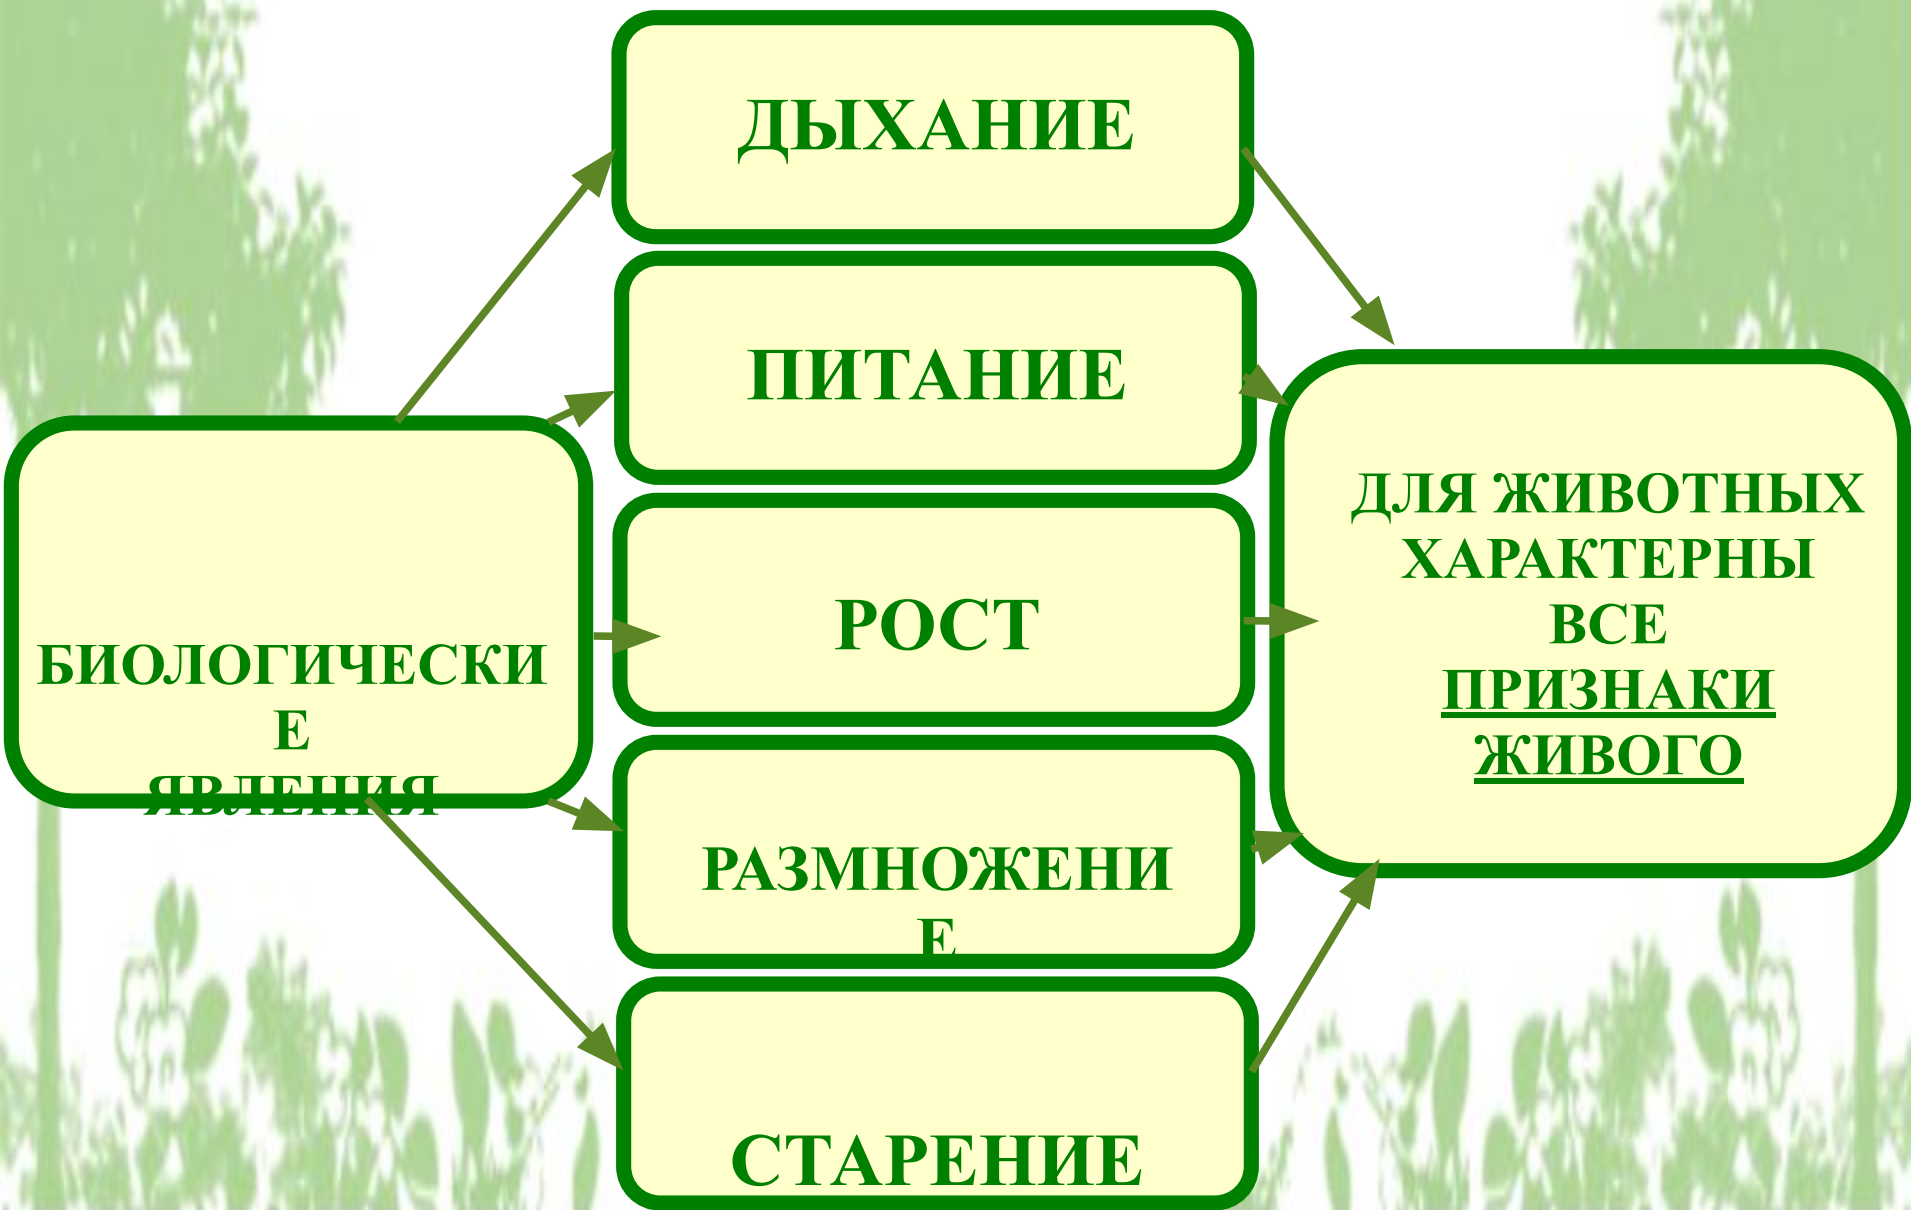 ДЫХАНИЕ
ПИТАНИЕ
РОСТ
РАЗМНОЖЕНИ
Е
СТАРЕНИЕ
БИОЛОГИЧЕСКИ
Е
ЯВЛЕНИЯ
ДЛЯ ЖИВОТНЫХ
ХАРАКТЕРНЫ
ВСЕ
ПРИЗНАКИ
ЖИВОГО